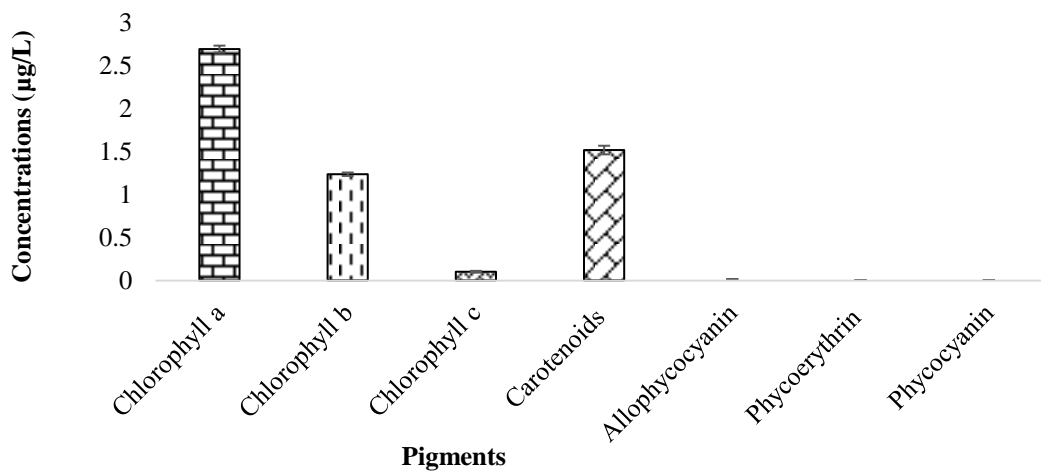 Concentrations (µg/L)
3
2.5
2
1.5
1
0.5
0
Chlorophyll a
Chlorophyll b
Chlorophyll c
Carotenoids
Allophycocyanin
Phycoerythrin
Phycocyanin
Pigments